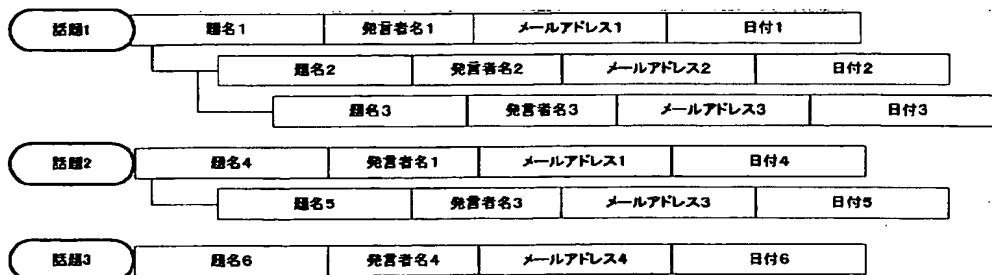 話題1 題名1 発言者名1 メールアドレス1 日付1
題名2 発言者名2 メールアドレス2 日付2
題名3 発言者名3 メールアドレス3 日付3
話題2 題名4 発言者名1 メールアドレス1 日付4
題名5 発言者名3 メールアドレス3 日付5
話題3 題名6 発言者名4 メールアドレス4 日付6